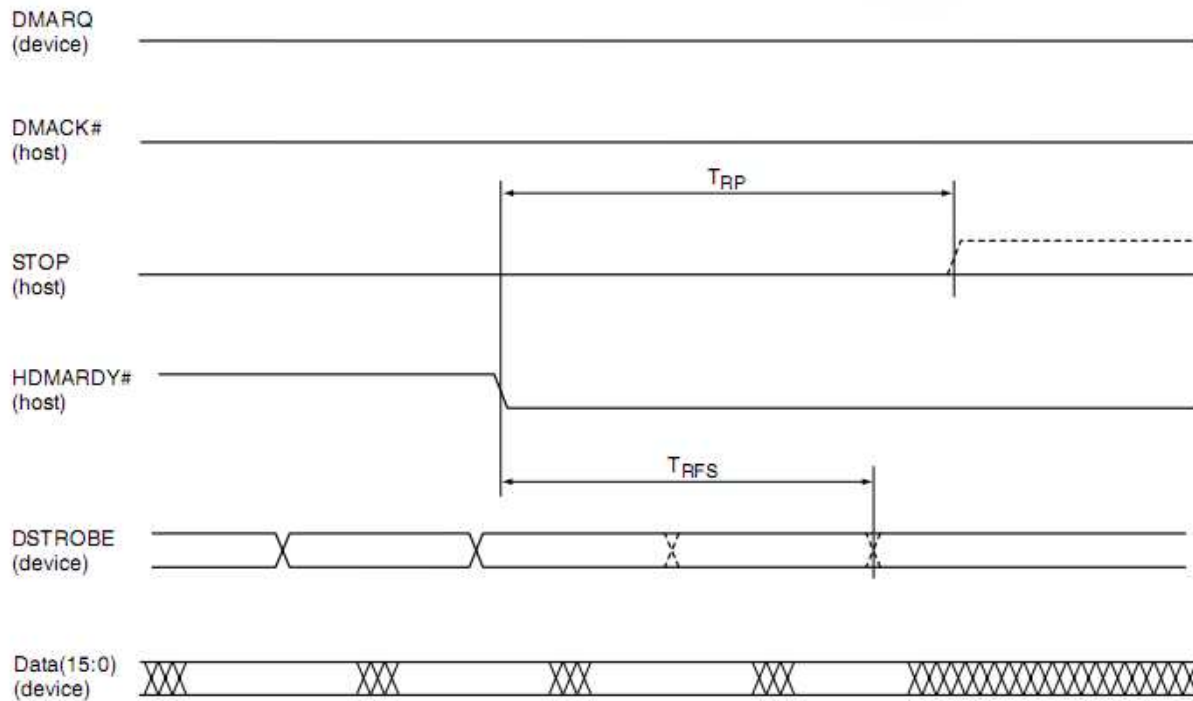 DMARQ
(device)
DMACK#
(host)
TRP
STOP
(host)
HDMARDY#
(host)
TRFS
DSTROBE
(device)
Data(15:0)
(device)